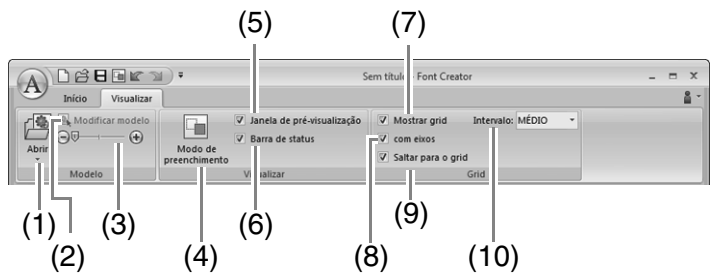 (5)
(7)
A
Sem título - Font Creator
Início
Visualizar
Modificar modelo
Abrir
Modelo
Modo de
preenchimento
Janela de pré-visualização
Barra de status
Visualizar
Mostrar grid
Intervalo: MÉDIO
com eixos
Saltar para o grid
Grid
(1)
(2)
(3)
(4)
(6)
(8)
(9)
(10)